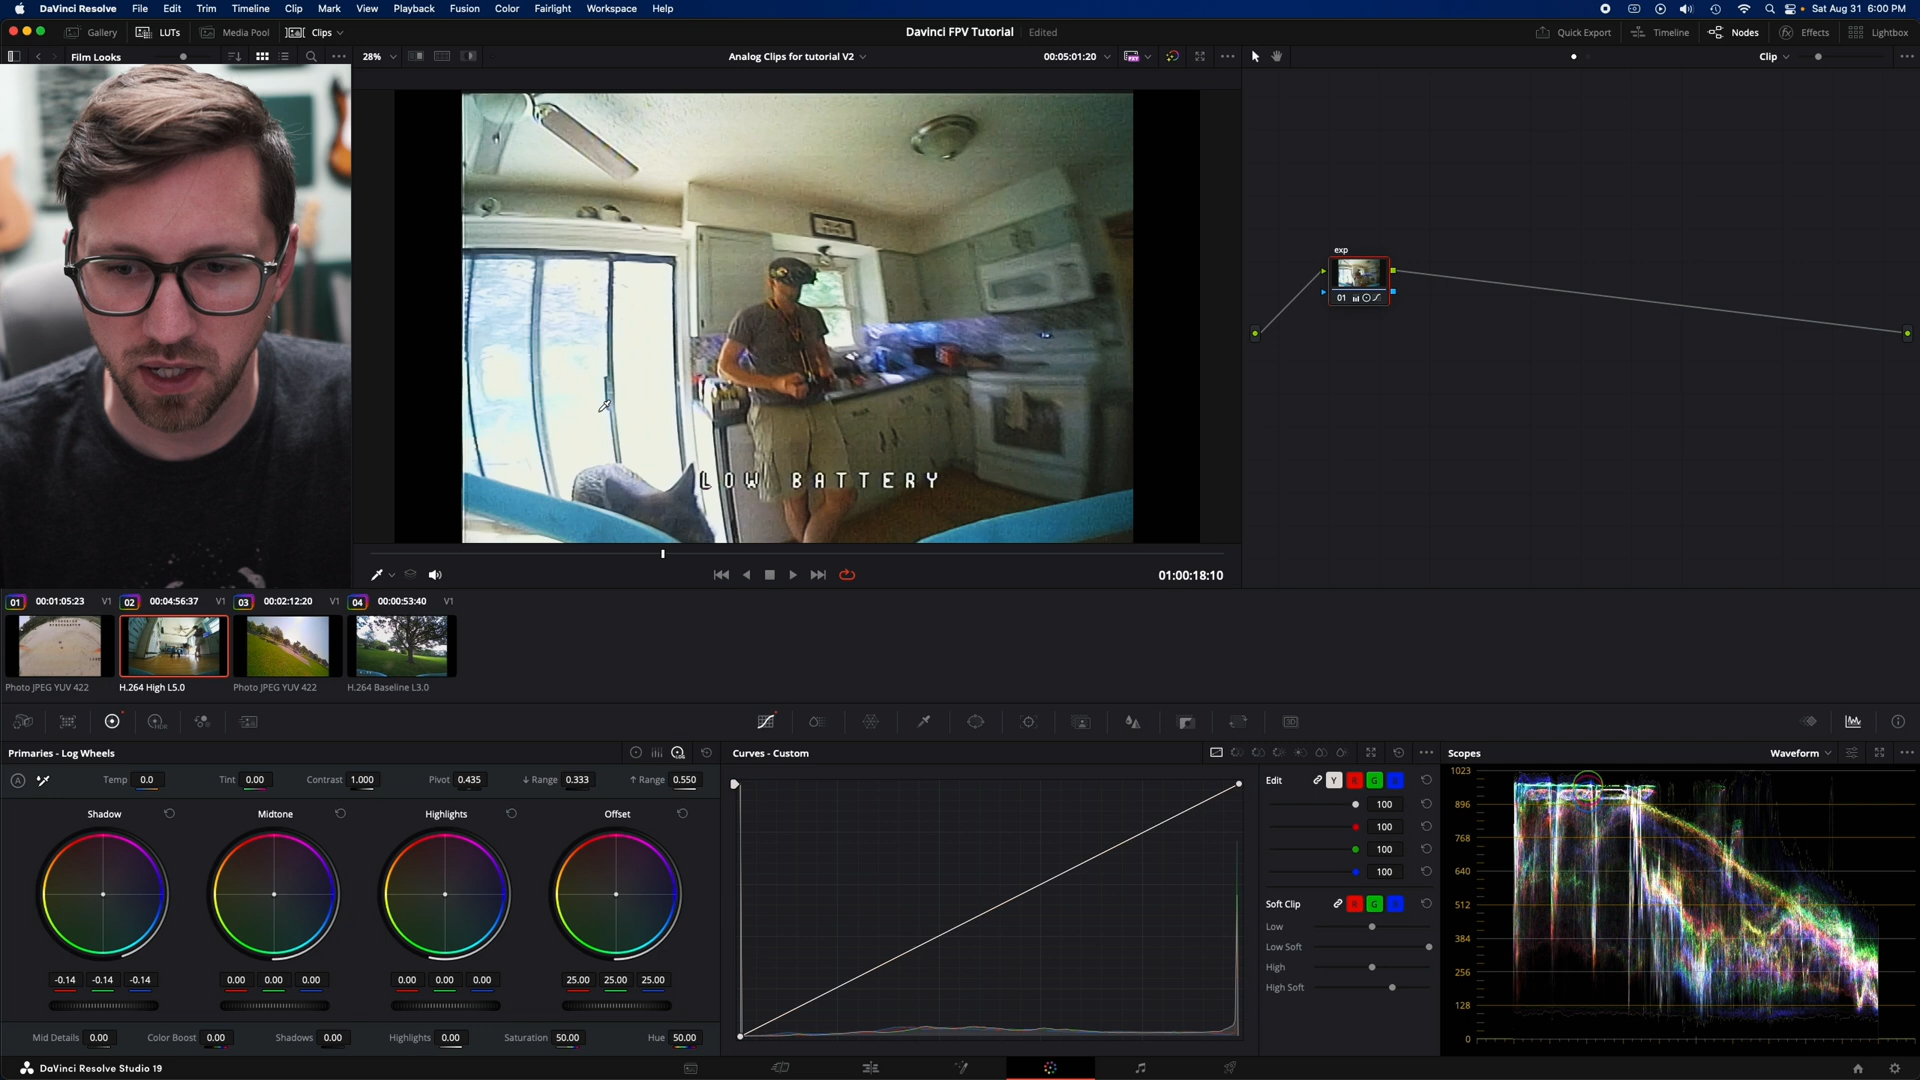 DaVinci Resolve File Edit Trim Timeline Clip Mark View Playback Fusion Color Fairlight Workspace Help Sat Aug 31 6:00 PM
Gallery LUTs Media Pool Clips Davinci FPV Tutorial Edited Quick Export Timeline Nodes Effects Lightbox
Film Looks 28% Analog Clips for tutorial V2 00:05:01:20 Clip
exp
01
LOW BATTERY
01:00:18:10
01 00:01:05:23 V1 02 00:04:56:37 V1 03 00:02:12:20 V1 04 00:00:53:40 V1
Photo JPEG YUV 422 H.264 High L5.0 Photo JPEG YUV 422 H.264 Baseline L3.0
HDR 3D
Primaries - Log Wheels Curves - Custom Scopes Waveform
A Temp 0.0 Tint 0.00 Contrast 1.000 Pivot 0.435 ↓ Range 0.333 ↑ Range 0.550
Shadow Midtone Highlights Offset
-0.14 -0.14 -0.14 0.00 0.00 0.00 0.00 0.00 0.00 25.00 25.00 25.00
Mid Details 0.00 Color Boost 0.00 Shadows 0.00 Highlights 0.00 Saturation 50.00 Hue 50.00
Edit Y R G B
100
100
100
100
Soft Clip R G B
Low
Low Soft
High
High Soft
1023
896
768
640
512
384
256
128
0
DaVinci Resolve Studio 19